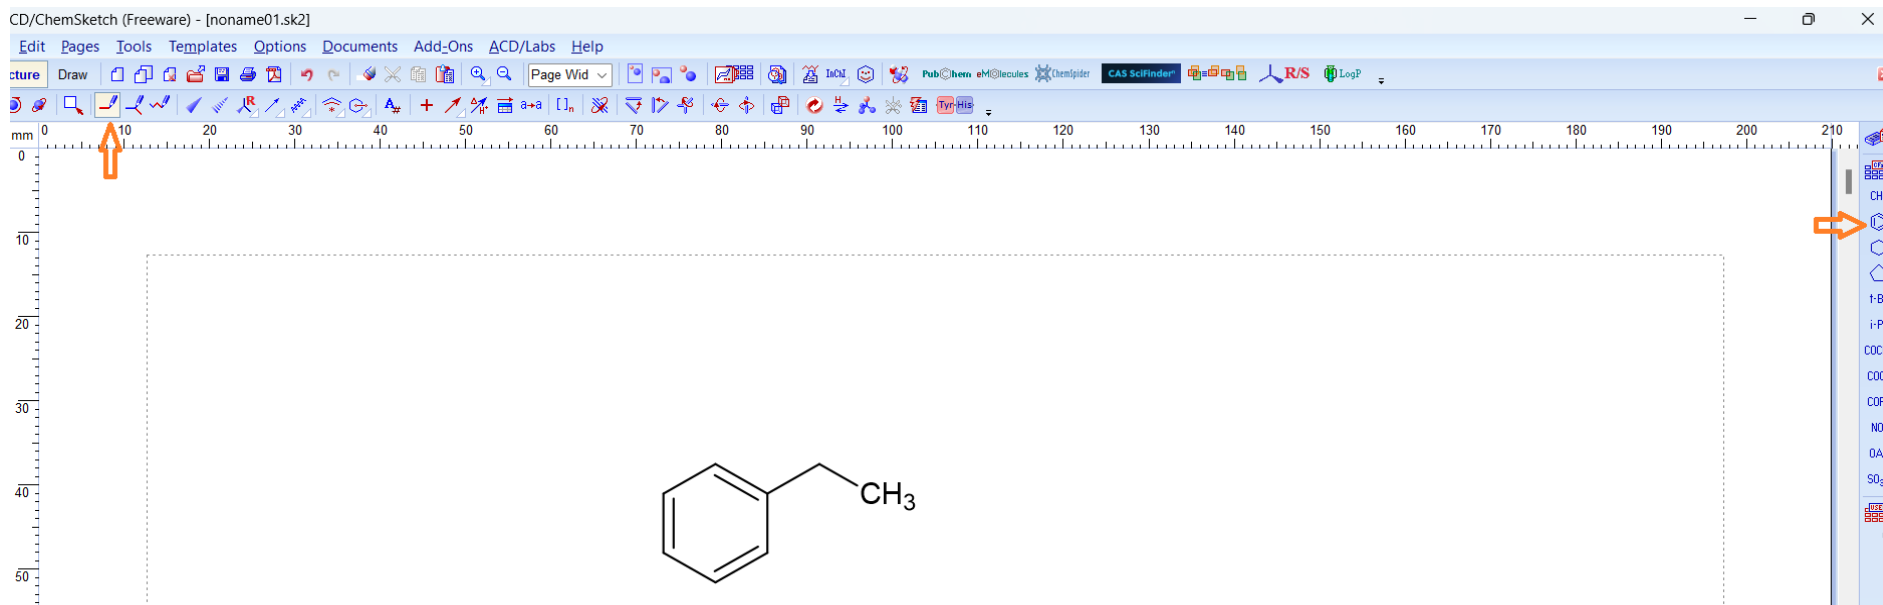 CD/ChemSketch (Freeware) - [noname01.sk2]
Edit Pages Tools Templates Options Documents Add-Ons ACD/Labs Help
cture Draw Page Wid InChI PubChem eMolecules ChemSpider CAS SciFinder R/S LogP
A# a→a []n Tyr His
mm 0 10 20 30 40 50 60 70 80 90 100 110 120 130 140 150 160 170 180 190 200 210
0
10
20
30
40
50
CH3
CH
t-B
i-P
COC
COO
COF
NO
OA
SO3
USE